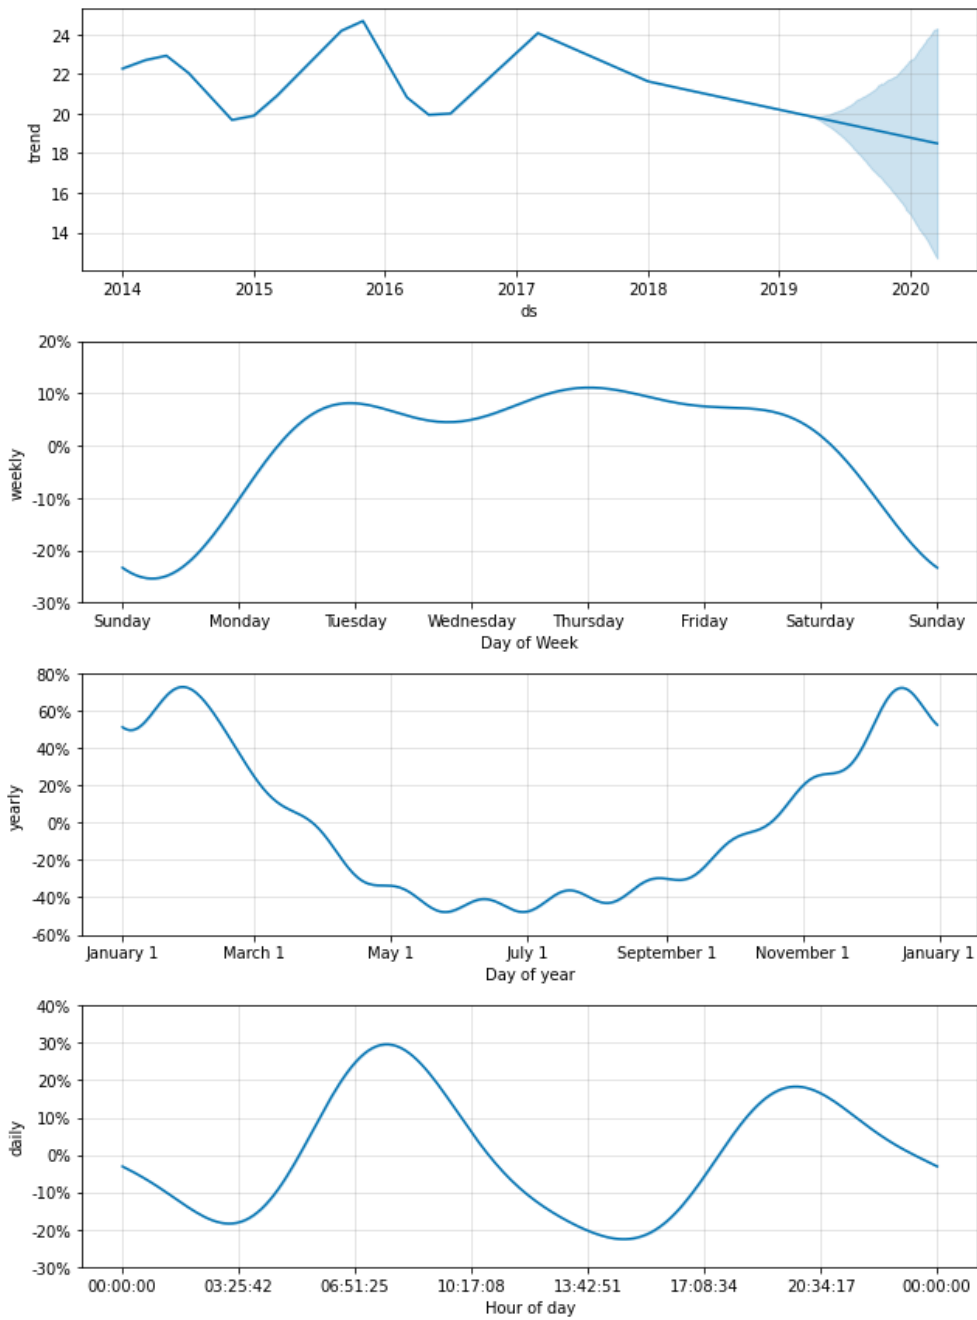 24
22
20
18
16
14
trend
2014 2015 2016 2017 2018 2019 2020
ds
20%
10%
0%
-10%
-20%
-30%
weekly
Sunday Monday Tuesday Wednesday Thursday Friday Saturday Sunday
Day of Week
80%
60%
40%
20%
0%
-20%
-40%
-60%
yearly
January 1 March 1 May 1 July 1 September 1 November 1 January 1
Day of year
40%
30%
20%
10%
0%
-10%
-20%
-30%
daily
00:00:00 03:25:42 06:51:25 10:17:08 13:42:51 17:08:34 20:34:17 00:00:00
Hour of day